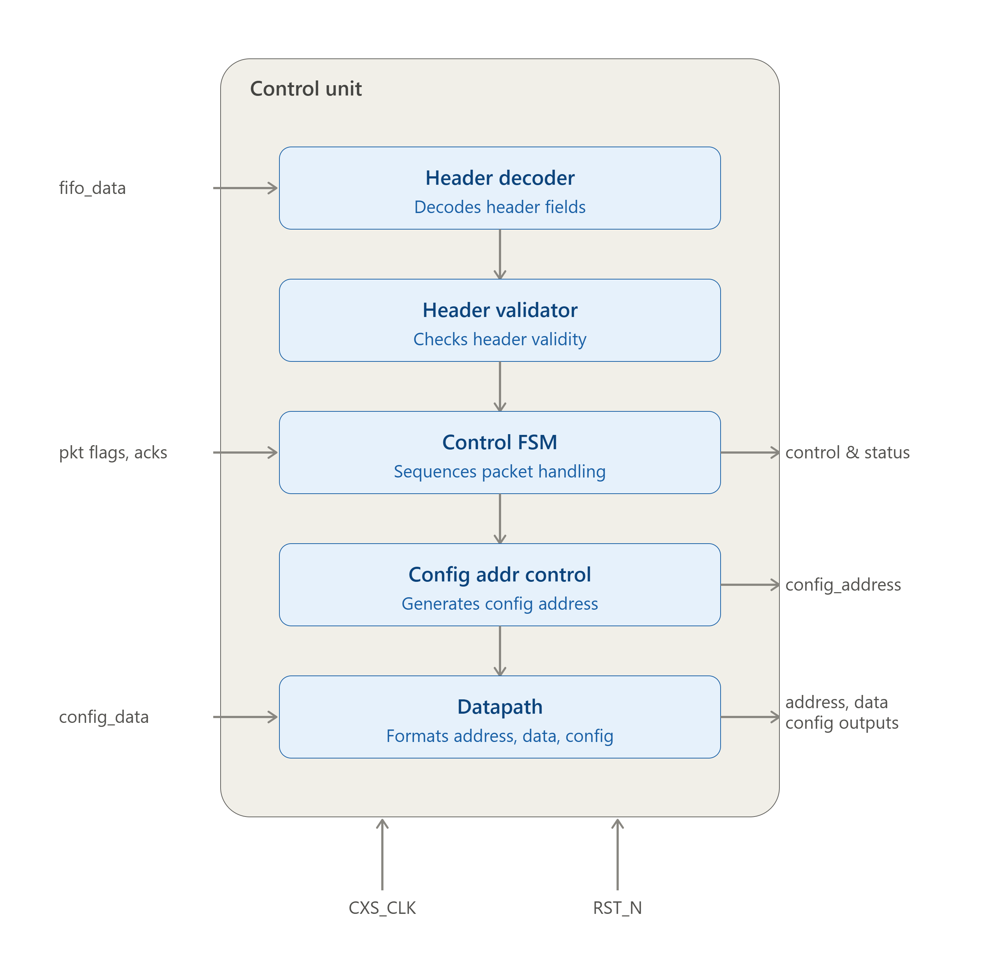 Control unit
fifo_data
Header decoder
Decodes header fields
Header validator
Checks header validity
pkt flags, acks
Control FSM
Sequences packet handling
control & status
Config addr control
Generates config address
config_address
config_data
Datapath
Formats address, data, config
address, data
config outputs
CXS_CLK
RST_N